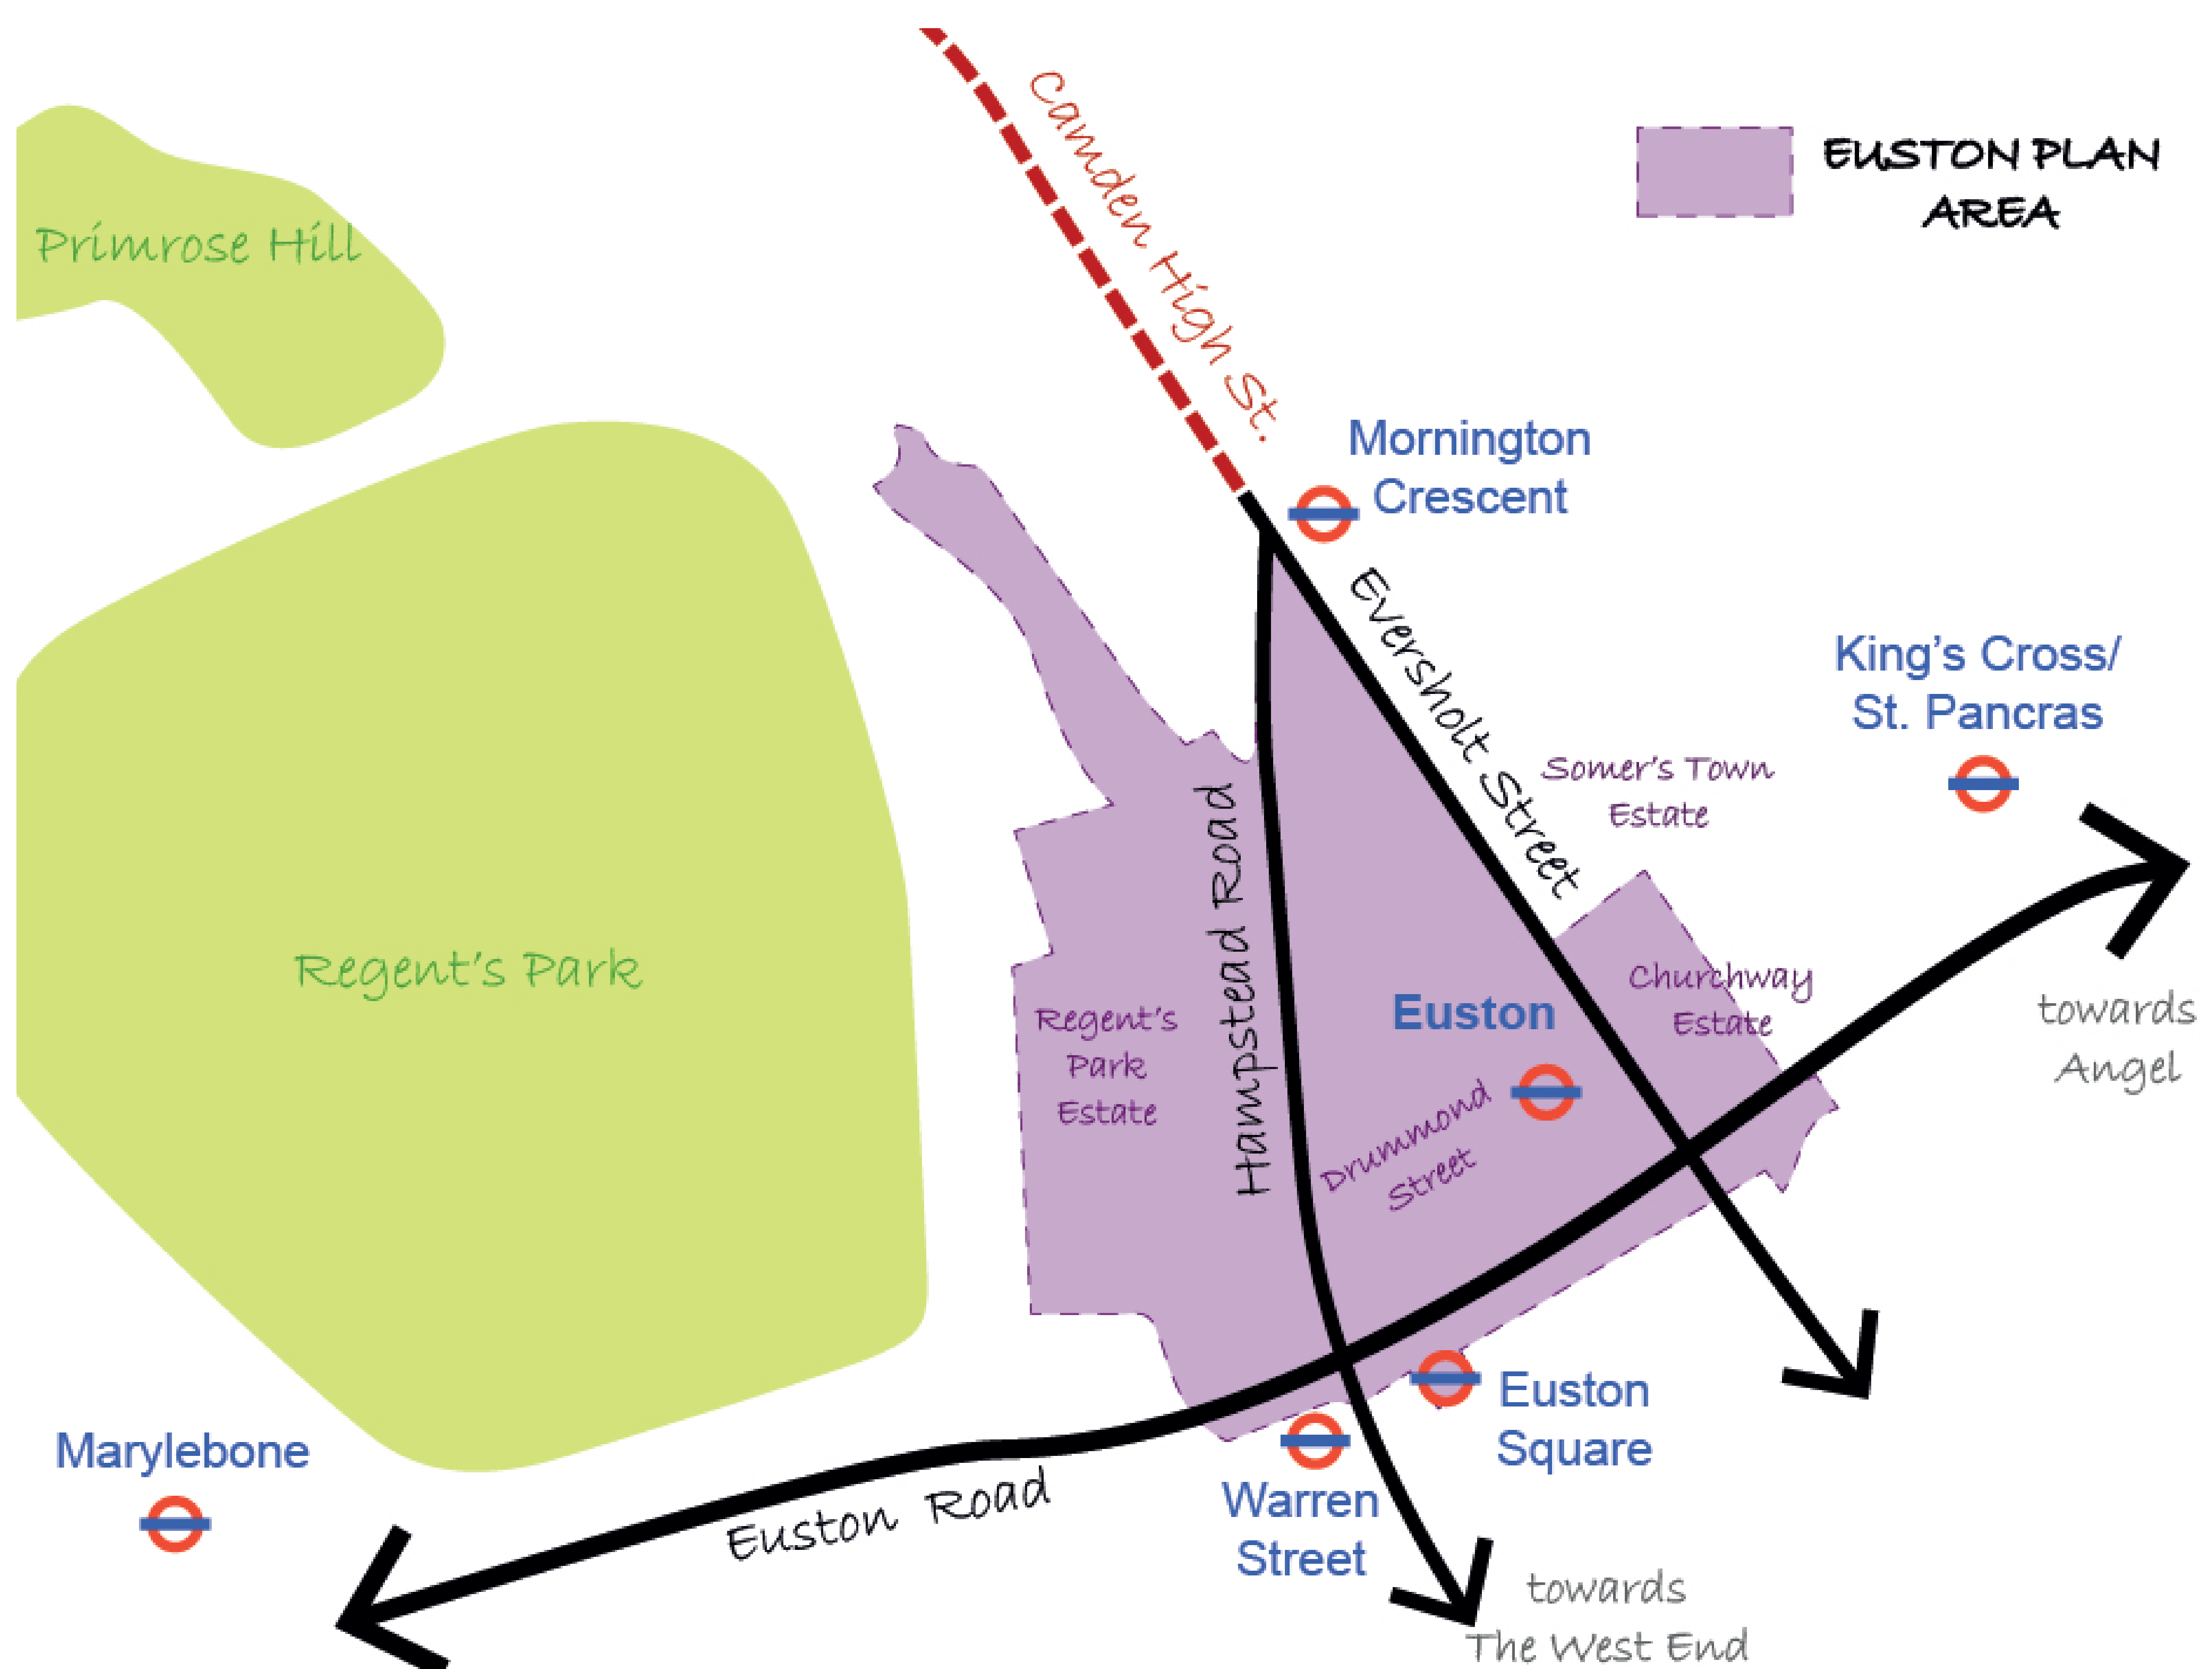 Camden High St.
EUSTON PLAN
AREA
Primrose Hill
Mornington
Crescent
Eversholt Street
King's Cross/
St. Pancras
Somer's Town
Estate
Hampstead Road
Regent's Park
Churchway
Estate
Euston
Regent's
Park
Estate
towards
Angel
Drummond
Street
Euston
Square
Marylebone
Euston Road
Warren
Street
towards
The West End